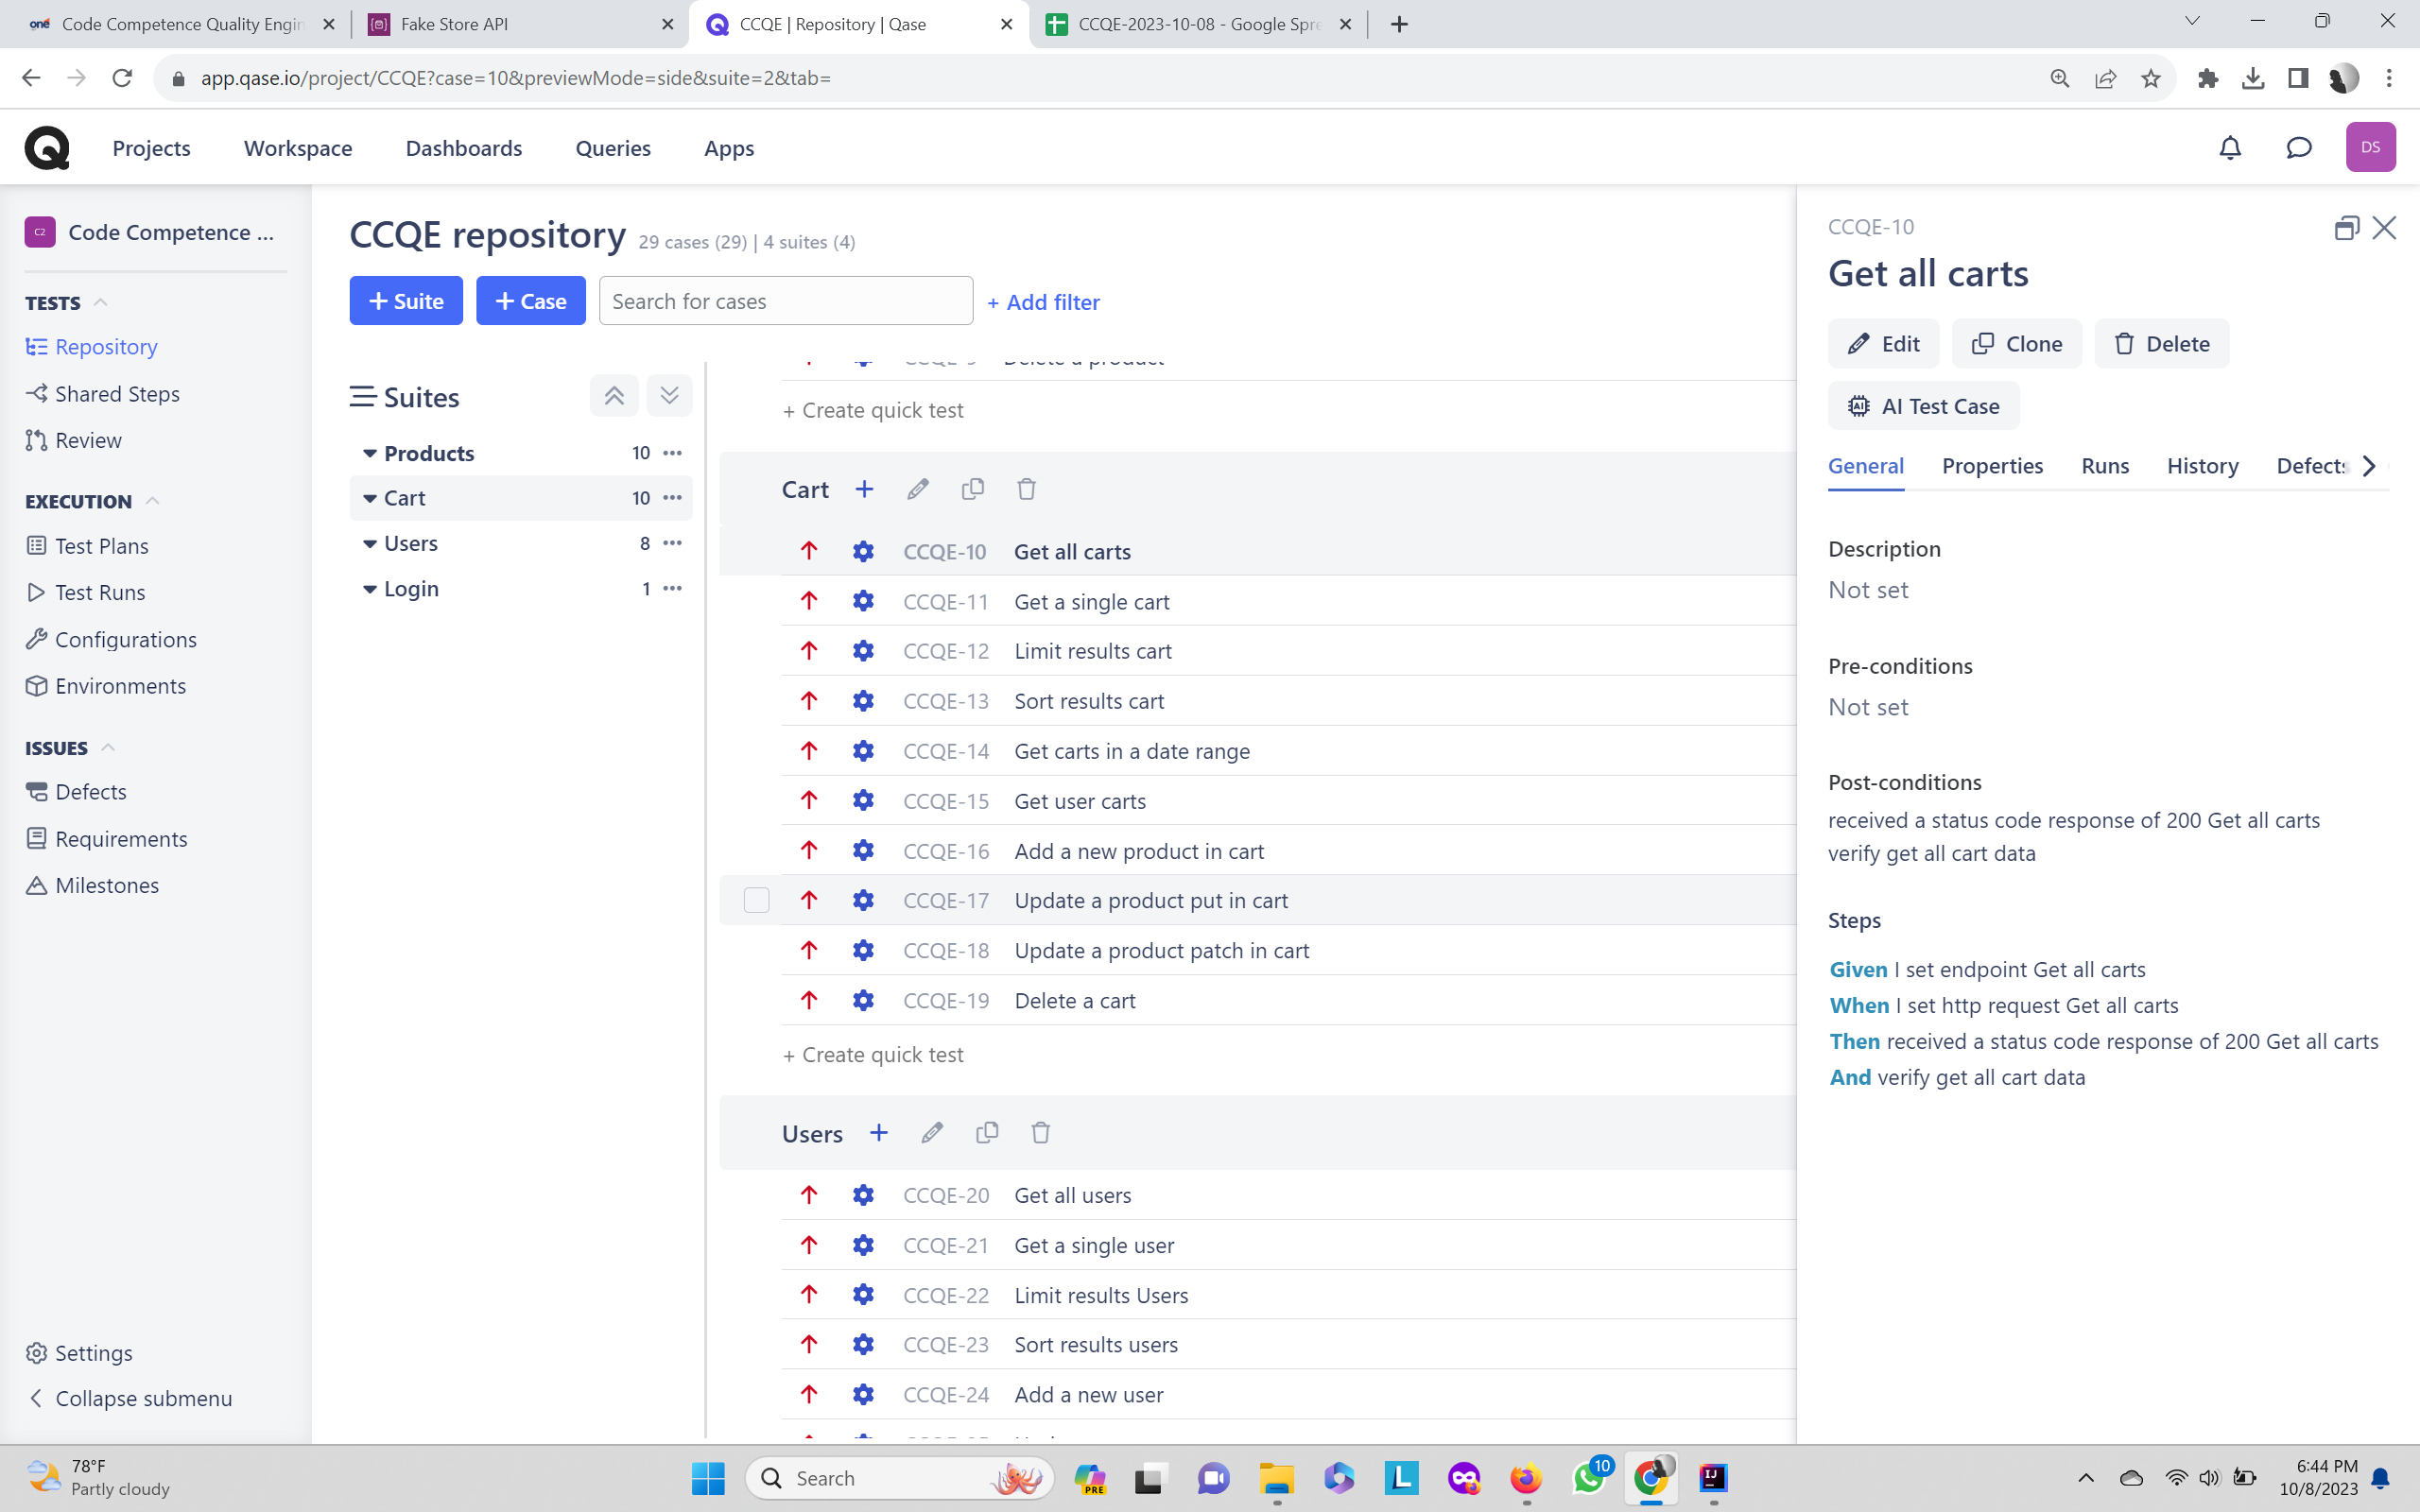 one Code Competence Quality Engin
Fake Store API
CCQE | Repository | Qase
CCQE-2023-10-08 - Google Spre
app.qase.io/project/CCQE?case=10&previewMode=side&suite=2&tab=
Projects
Workspace
Dashboards
Queries
Apps
DS
C2 Code Competence ...
TESTS
Repository
Shared Steps
Review
EXECUTION
Test Plans
Test Runs
Configurations
Environments
ISSUES
Defects
Requirements
Milestones
Settings
Collapse submenu
CCQE repository 29 cases (29) | 4 suites (4)
+ Suite
+ Case
Search for cases
+ Add filter
Suites
Products 10
Cart 10
Users 8
Login 1
Delete a product
+ Create quick test
Cart
CCQE-10 Get all carts
CCQE-11 Get a single cart
CCQE-12 Limit results cart
CCQE-13 Sort results cart
CCQE-14 Get carts in a date range
CCQE-15 Get user carts
CCQE-16 Add a new product in cart
CCQE-17 Update a product put in cart
CCQE-18 Update a product patch in cart
CCQE-19 Delete a cart
+ Create quick test
Users
CCQE-20 Get all users
CCQE-21 Get a single user
CCQE-22 Limit results Users
CCQE-23 Sort results users
CCQE-24 Add a new user
CCQE-10
Get all carts
Edit
Clone
Delete
AI Test Case
General
Properties
Runs
History
Defects
Description
Not set
Pre-conditions
Not set
Post-conditions
received a status code response of 200 Get all carts
verify get all cart data
Steps
Given I set endpoint Get all carts
When I set http request Get all carts
Then received a status code response of 200 Get all carts
And verify get all cart data
78°F
Partly cloudy
Search
PRE
L
10
IJ
6:44 PM
10/8/2023